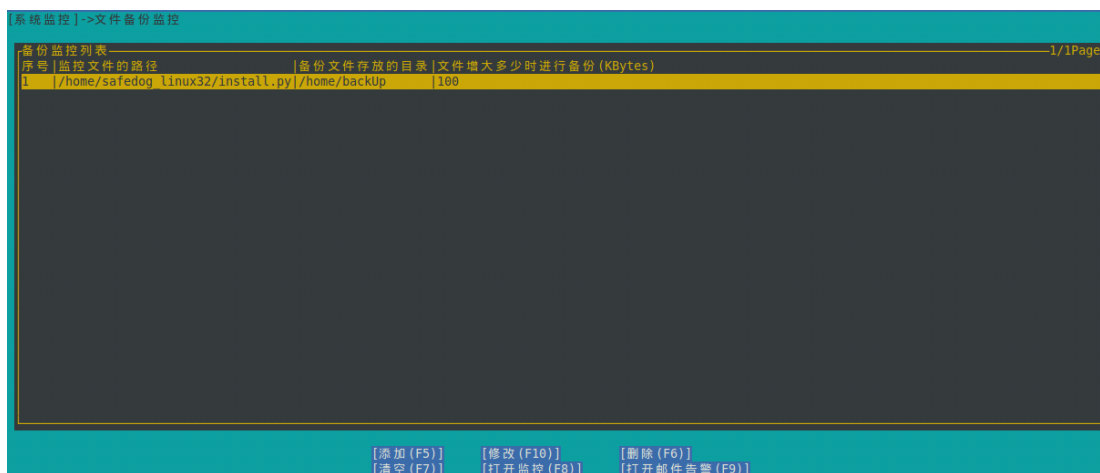 [系统监控]->文件备份监控
备份监控列表 1/1Page
序号|监控文件的路径 |备份文件存放的目录|文件增大多少时进行备份(KBytes)
1 |/home/safedog_linux32/install.py|/home/backUp |100
[添加(F5)] [修改(F10)] [删除(F6)]
[清空(F7)] [打开监控(F8)] [打开邮件告警(F9)]